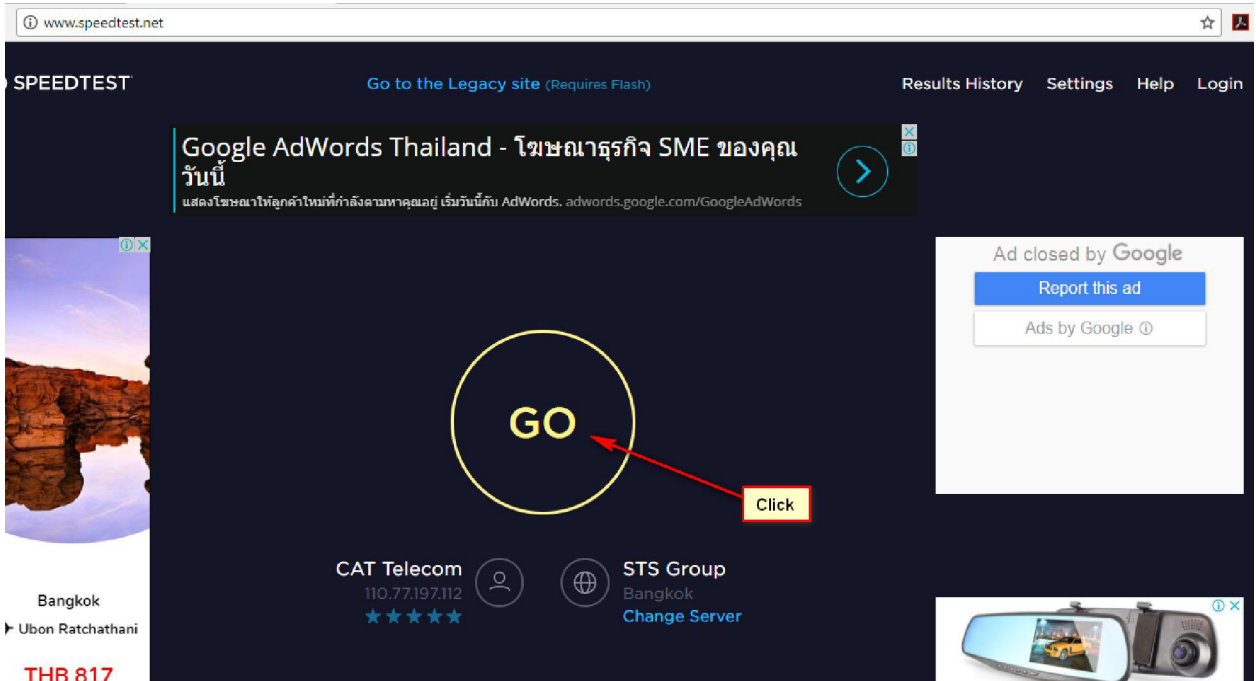 www.speedtest.net
SPEEDTEST
Go to the Legacy site (Requires Flash)
Results History Settings Help Login
Google AdWords Thailand - โฆษณาธุรกิจ SME ของคุณ
วันนี้
แสดงโฆษณาให้ลูกค้าใหม่ที่กำลังตามหาคุณอยู่ เริ่มวันนี้กับ AdWords. adwords.google.com/GoogleAdWords
Ad closed by Google
Report this ad
Ads by Google
GO
Click
CAT Telecom
110.77.197.112
STS Group
Bangkok
Change Server
Bangkok
Ubon Ratchathani
THB 817